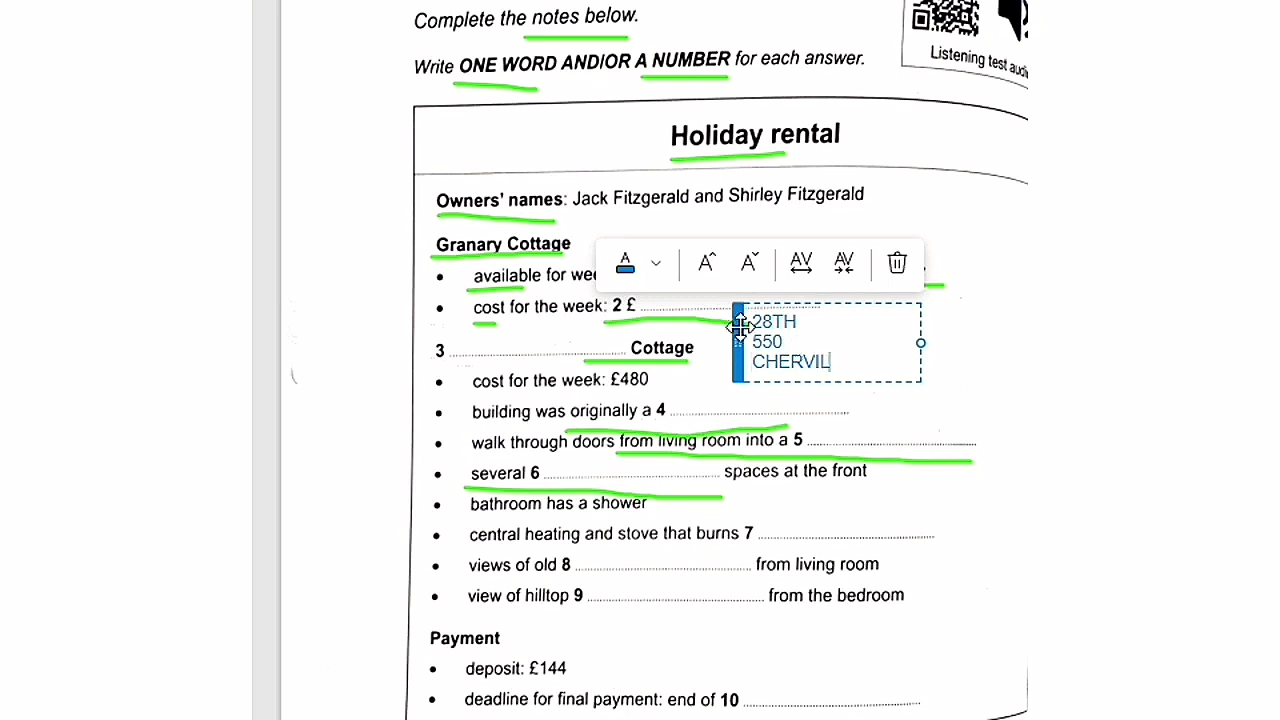 Complete the notes below.
Write ONE WORD AND/OR A NUMBER for each answer.
Listening test
Holiday rental
Owners' names: Jack Fitzgerald and Shirley Fitzgerald
Granary Cottage
• available for
• cost for the week: 2 £
28TH
550
CHERVIL
3 Cottage
• cost for the week: £480
• building was originally a 4
• walk through doors from living room into a 5
• several 6 spaces at the front
• bathroom has a shower
• central heating and stove that burns 7
• views of old 8 from living room
• view of hilltop 9 from the bedroom
Payment
• deposit: £144
• deadline for final payment: end of 10